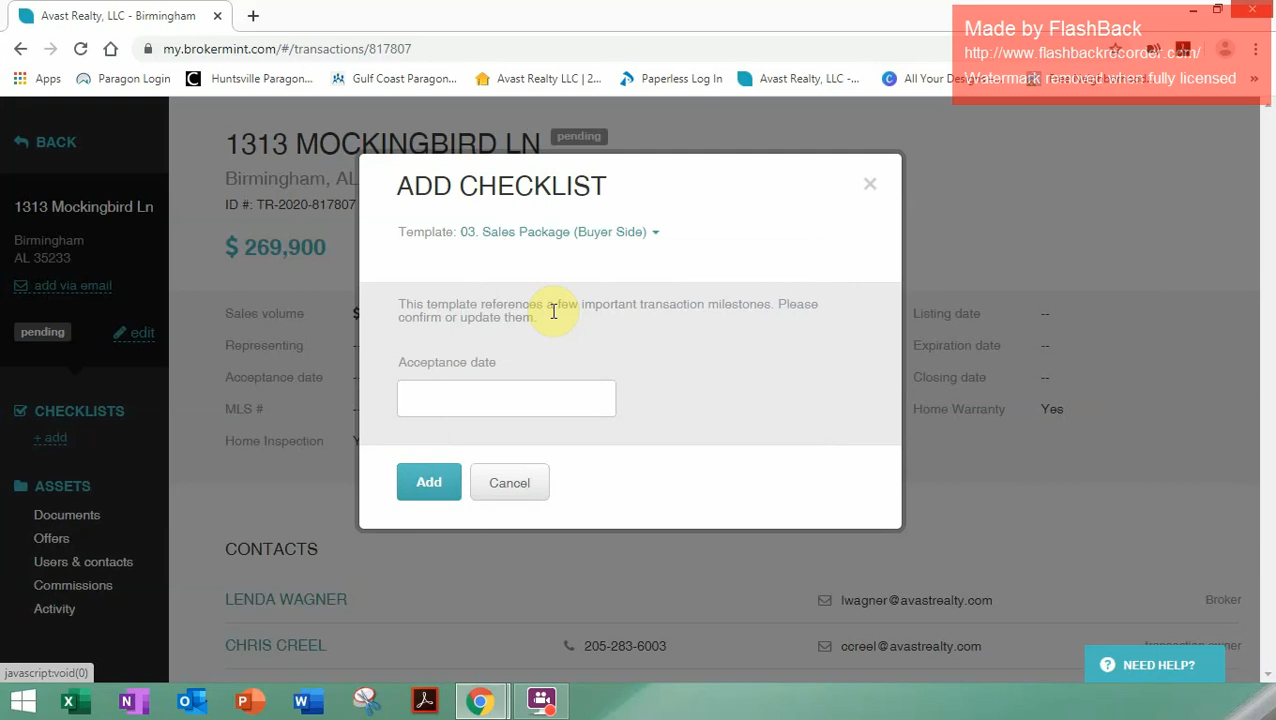 Avast Realty, LLC - Birmingham
Made by FlashBack
http://www.flashbackrecorder.com/
Watermark removed when fully licensed
my.brokermint.com/#/transactions/817807
Apps
Paragon Login
Huntsville Paragon...
Gulf Coast Paragon...
Avast Realty LLC | 2...
Paperless Log In
Avast Realty, LLC -...
All Your Design
BACK
1313 MOCKINGBIRD LN
pending
Birmingham, AL
ID #: TR-2020-817807
$ 269,900
1313 Mockingbird Ln
Birmingham
AL 35233
add via email
pending
edit
CHECKLISTS
+ add
ASSETS
Documents
Offers
Users & contacts
Commissions
Activity
Sales volume
$
Representing
--
Acceptance date
--
MLS #
--
Home Inspection
Y
Listing date
--
Expiration date
--
Closing date
--
Home Warranty
Yes
ADD CHECKLIST
×
Template: 03. Sales Package (Buyer Side)
This template references a few important transaction milestones. Please
confirm or update them.
Acceptance date
Add
Cancel
CONTACTS
LENDA WAGNER
lwagner@avastrealty.com
Broker
CHRIS CREEL
205-283-6003
ccreel@avastrealty.com
transaction owner
NEED HELP?
javascript:void(0)